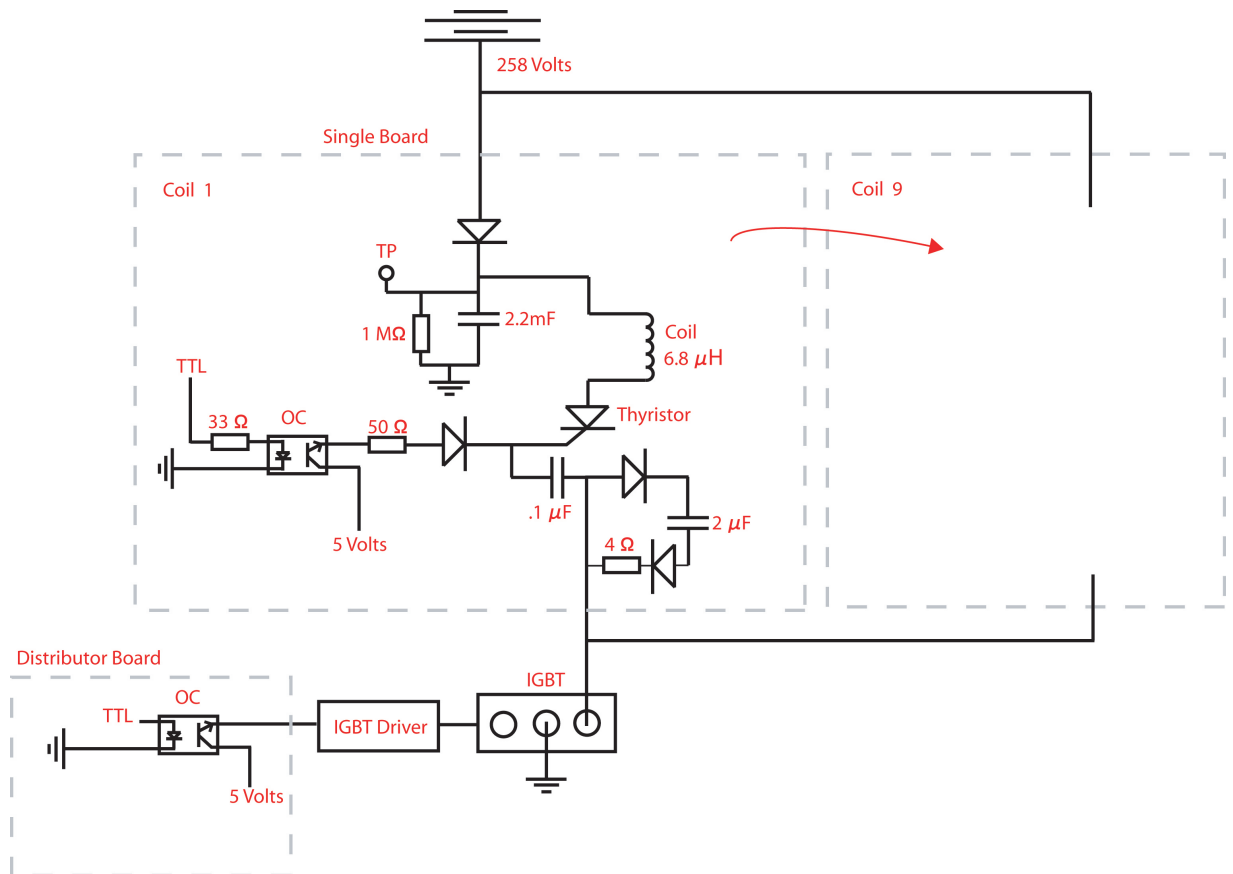 258 Volts
Single Board
Coil 1
Coil 9
TP
1 MΩ
2.2mF
Coil
6.8 μH
TTL
33 Ω
OC
50 Ω
Thyristor
.1 μF
2 μF
5 Volts
4 Ω
Distributor Board
IGBT
OC
TTL
IGBT Driver
5 Volts